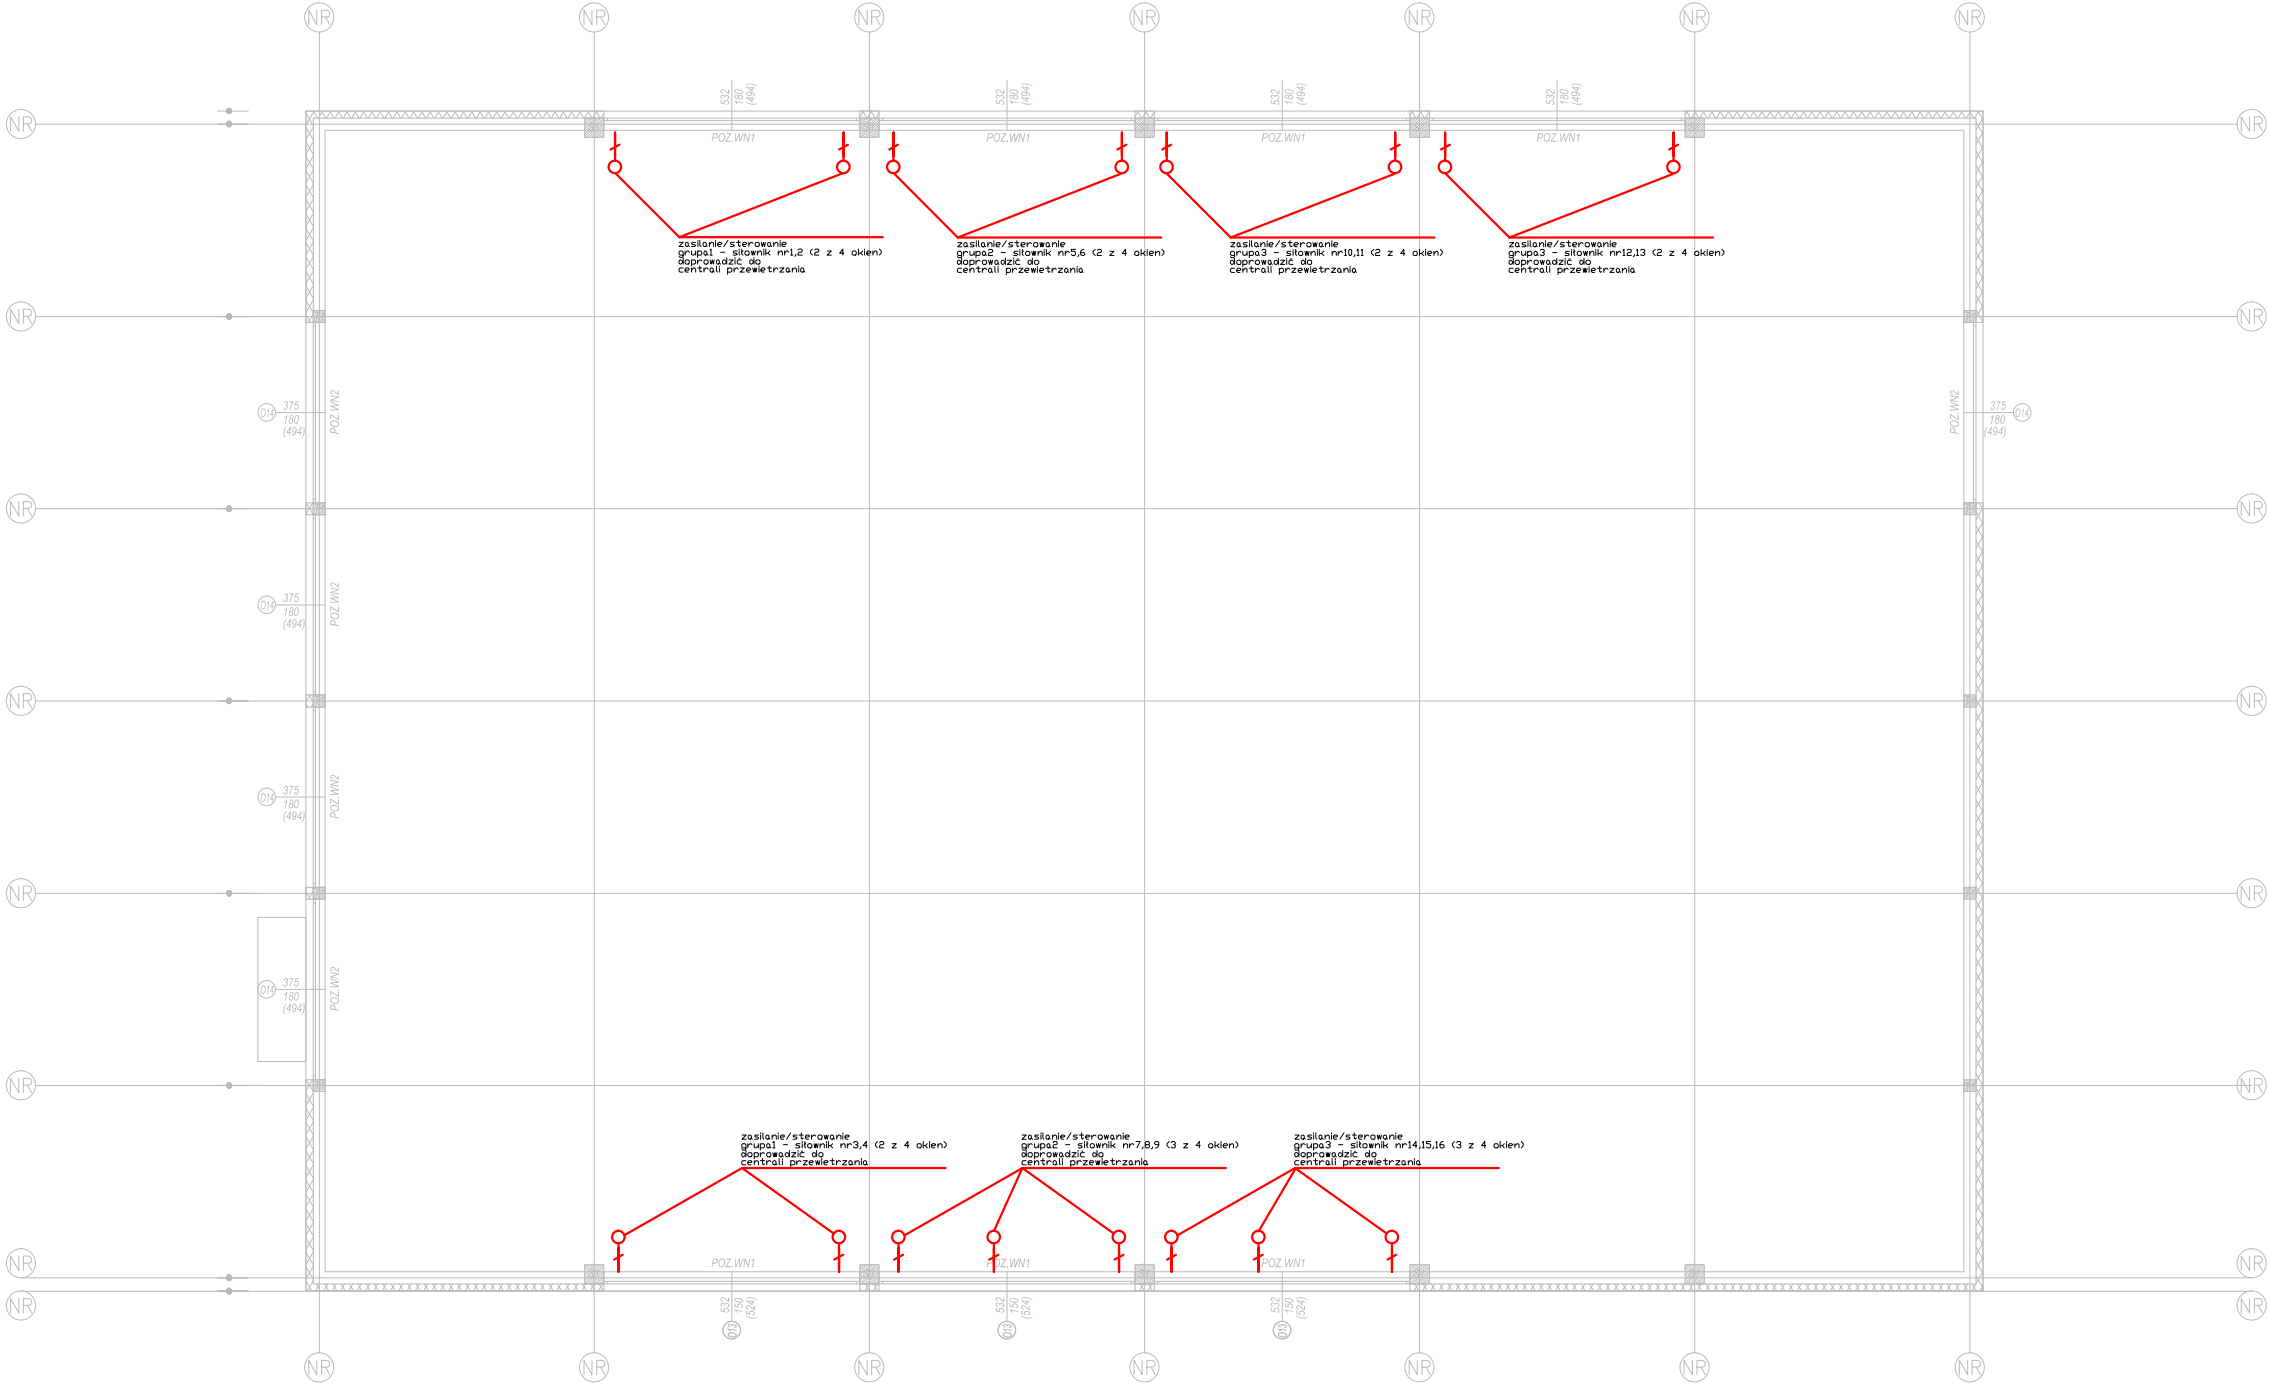 NR NR NR NR NR NR NR
532 180 (494) 532 180 (494) 532 180 (494) 532 180 (494)
NR NR
POZ.WN1 POZ.WN1 POZ.WN1 POZ.WN1
zasilanie/sterowanie
grupa1 - siłownik nr1,2 (2 z 4 okien)
doprowadzić do
centrali przewietrzania
zasilanie/sterowanie
grupa2 - siłownik nr5,6 (2 z 4 okien)
doprowadzić do
centrali przewietrzania
zasilanie/sterowanie
grupa3 - siłownik nr10,11 (2 z 4 okien)
doprowadzić do
centrali przewietrzania
zasilanie/sterowanie
grupa3 - siłownik nr12,13 (2 z 4 okien)
doprowadzić do
centrali przewietrzania
NR NR
O14 375 180 (494) POZ.WN2
POZ.WN2 375 180 (494) O14
NR NR
O14 375 180 (494) POZ.WN2
NR NR
O14 375 180 (494) POZ.WN2
NR NR
O14 375 180 (494) POZ.WN2
NR NR
zasilanie/sterowanie
grupa1 - siłownik nr3,4 (2 z 4 okien)
doprowadzić do
centrali przewietrzania
zasilanie/sterowanie
grupa2 - siłownik nr7,8,9 (3 z 4 okien)
doprowadzić do
centrali przewietrzania
zasilanie/sterowanie
grupa3 - siłownik nr14,15,16 (3 z 4 okien)
doprowadzić do
centrali przewietrzania
NR NR
POZ.WN1 POZ.WN1 POZ.WN1
NR NR
532 150 (524) 532 150 (524) 532 150 (524)
O13 O13 O13
NR NR NR NR NR NR NR